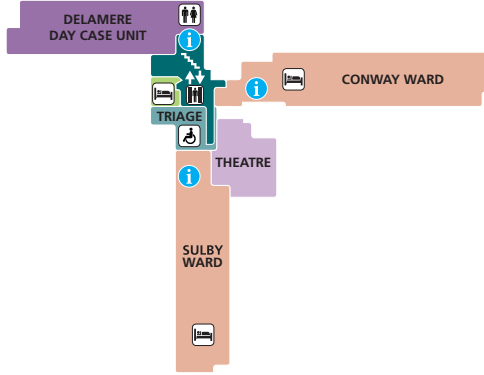 DELAMERE
DAY CASE UNIT
i
i
CONWAY WARD
TRIAGE
THEATRE
i
SULBY
WARD